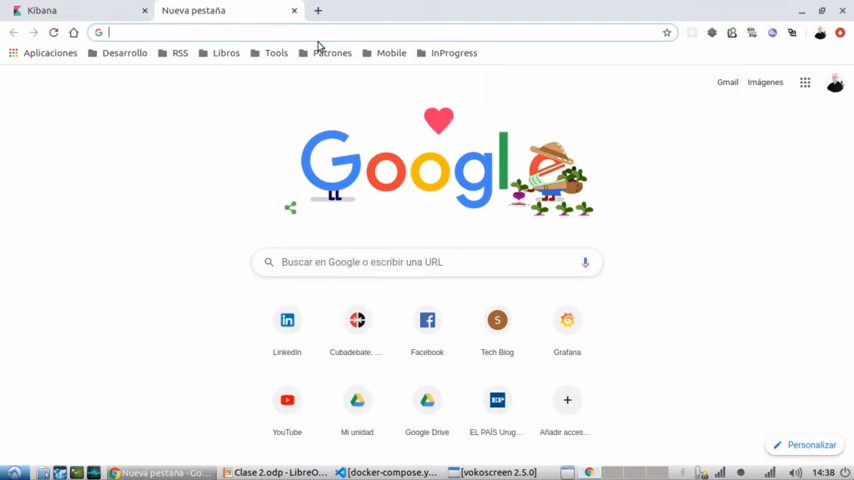 Kibana
Nueva pestaña
Aplicaciones Desarrollo RSS Libros Tools Patrones Mobile InProgress
Gmail Imágenes
Google
Buscar en Google o escribir una URL
S
EP
LinkedIn Cubadebate, ... Facebook Tech Blog Grafana
YouTube Mi unidad Google Drive EL PAÍS Urug... Añadir acces...
Personalizar
Nueva pestaña - Go... Clase 2.odp - LibreO... [docker-compose.y... [vokoscreen 2.5.0] 14:38